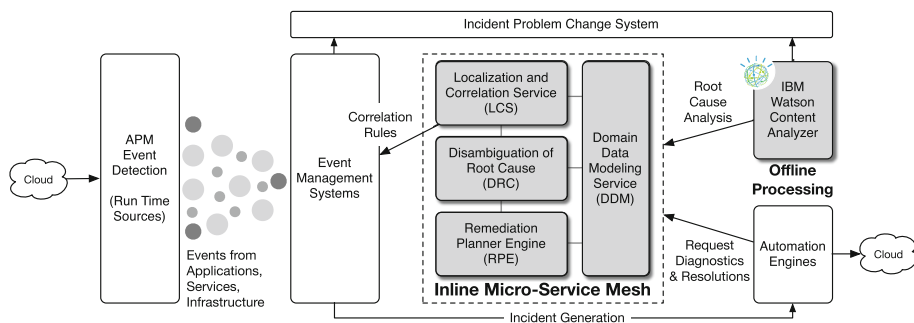 Incident Problem Change System
Cloud
APM
Event
Detection
(Run Time
Sources)
Events from
Applications,
Services,
Infrastructure
Event
Management
Systems
Correlation
Rules
Localization and
Correlation Service
(LCS)
Disambiguation of
Root Cause
(DRC)
Remediation
Planner Engine
(RPE)
Domain
Data
Modeling
Service
(DDM)
Inline Micro-Service Mesh
Root
Cause
Analysis
IBM
Watson
Content
Analyzer
Offline
Processing
Request
Diagnostics
& Resolutions
Automation
Engines
Cloud
Incident Generation